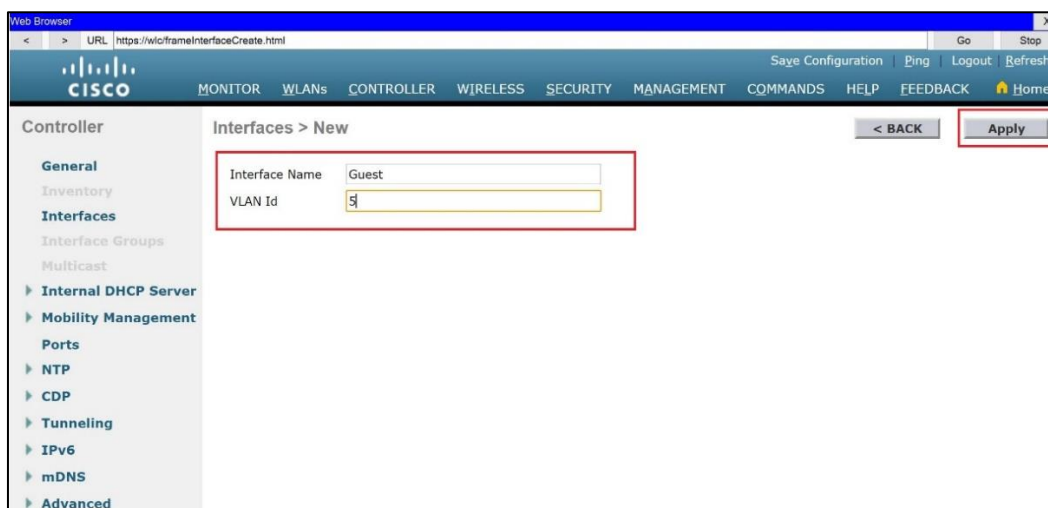 Web Browser X
< > URL https://wlc/frameInterfaceCreate.html Go Stop
Save Configuration Ping Logout Refresh
CISCO MONITOR WLANs CONTROLLER WIRELESS SECURITY MANAGEMENT COMMANDS HELP FEEDBACK Home
Controller Interfaces > New < BACK Apply
General
Interface Name Guest
Inventory
VLAN Id 5
Interfaces
Interface Groups
Multicast
Internal DHCP Server
Mobility Management
Ports
NTP
CDP
Tunneling
IPv6
mDNS
Advanced